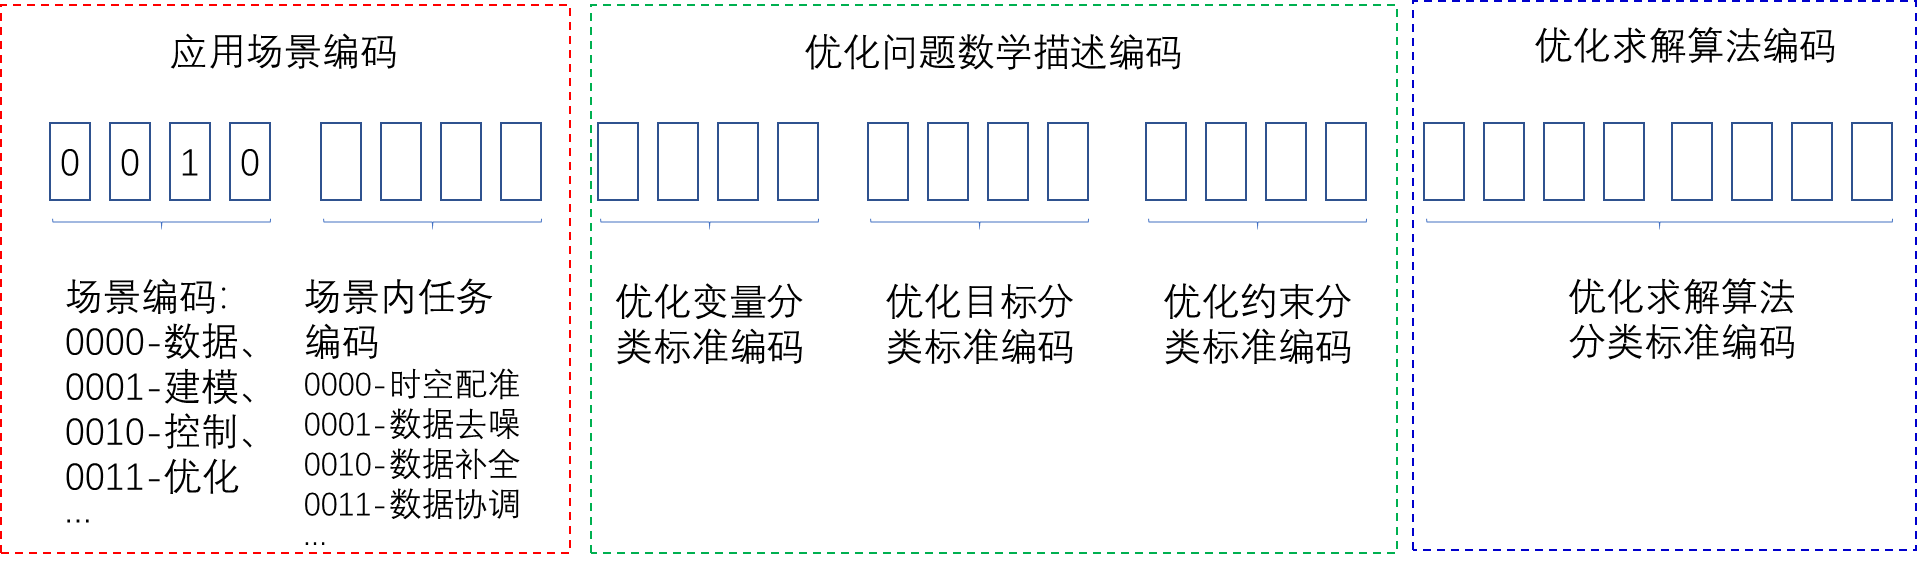 应用场景编码
0 0 1 0
场景编码：
0000-数据、
0001-建模、
0010-控制、
0011-优化
...
场景内任务
编码
0000-时空配准
0001-数据去噪
0010-数据补全
0011-数据协调
...
优化问题数学描述编码
优化变量分
类标准编码
优化目标分
类标准编码
优化约束分
类标准编码
优化求解算法编码
优化求解算法
分类标准编码